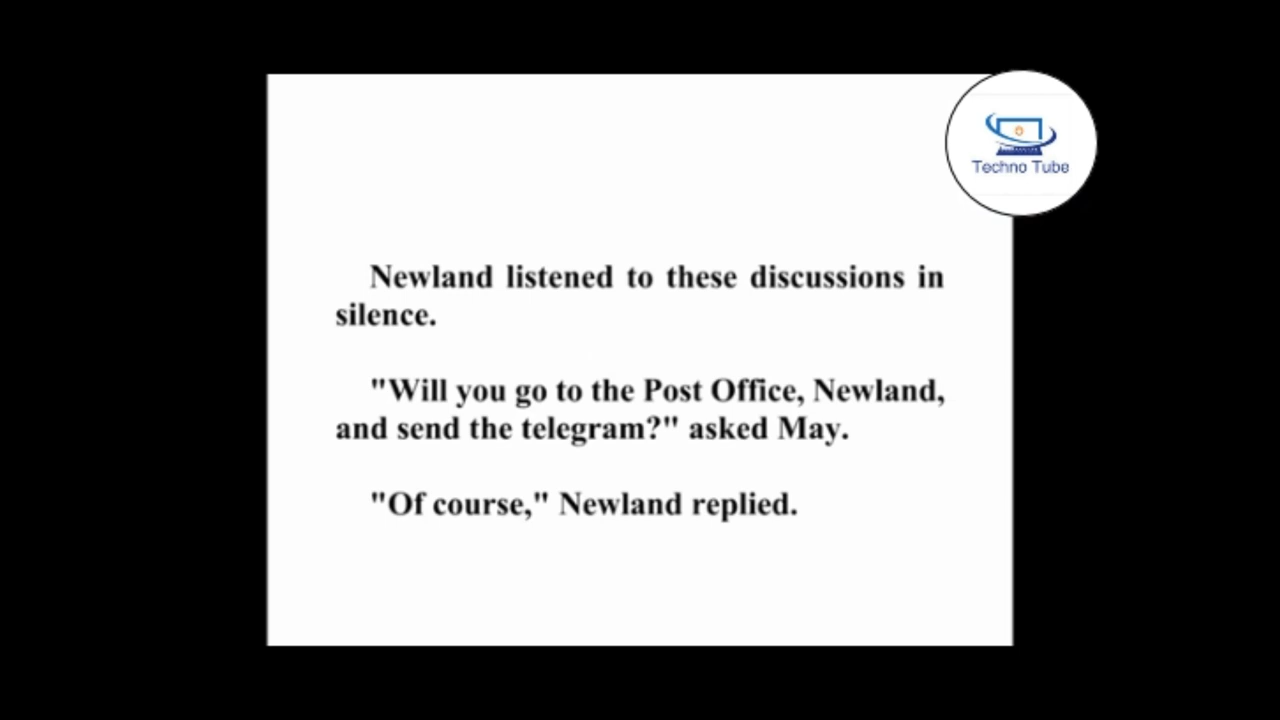 Techno Tube
Newland listened to these discussions in
silence.
"Will you go to the Post Office, Newland,
and send the telegram?" asked May.
"Of course," Newland replied.